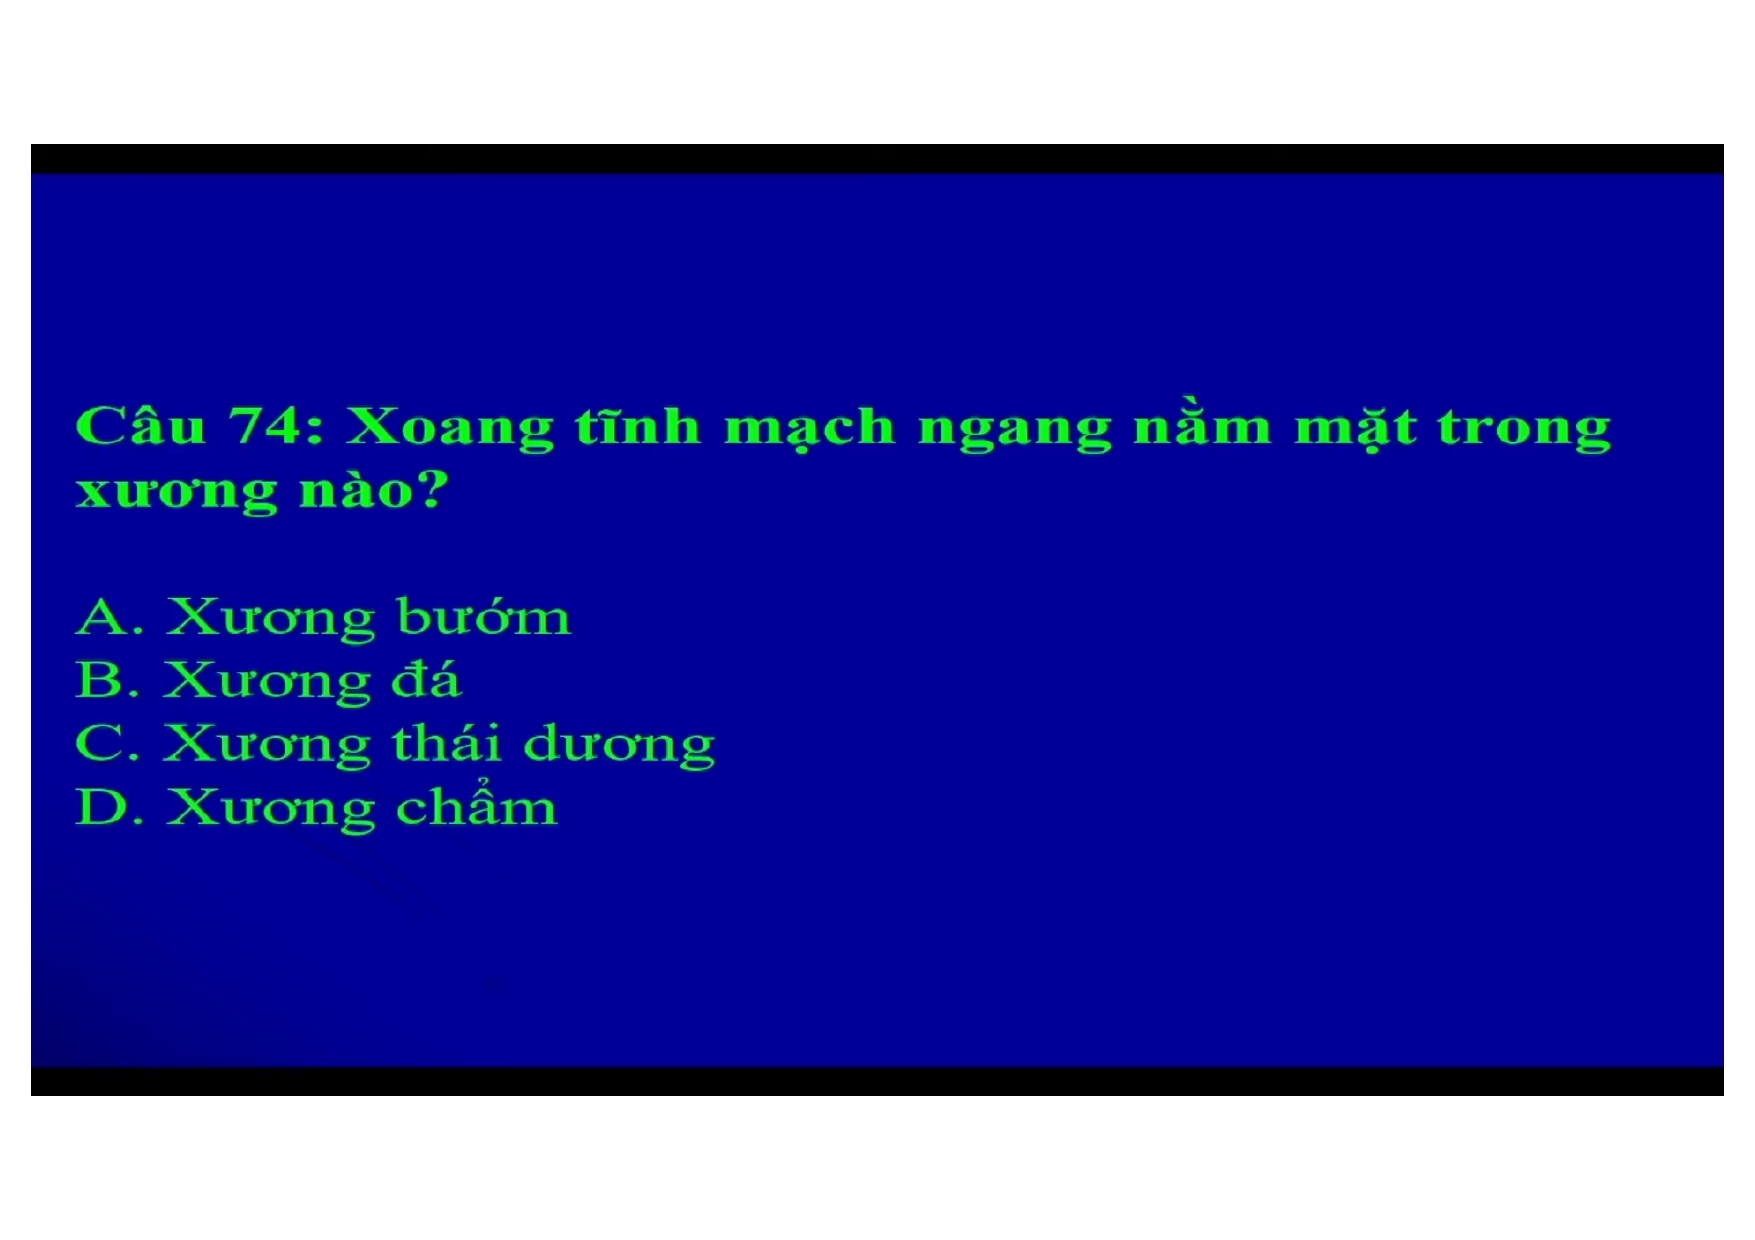 Câu 74: Xoang tĩnh mạch ngang nằm mặt trong
xương nào?
A. Xương bướm
B. Xương đá
C. Xương thái dương
D. Xương chẩm